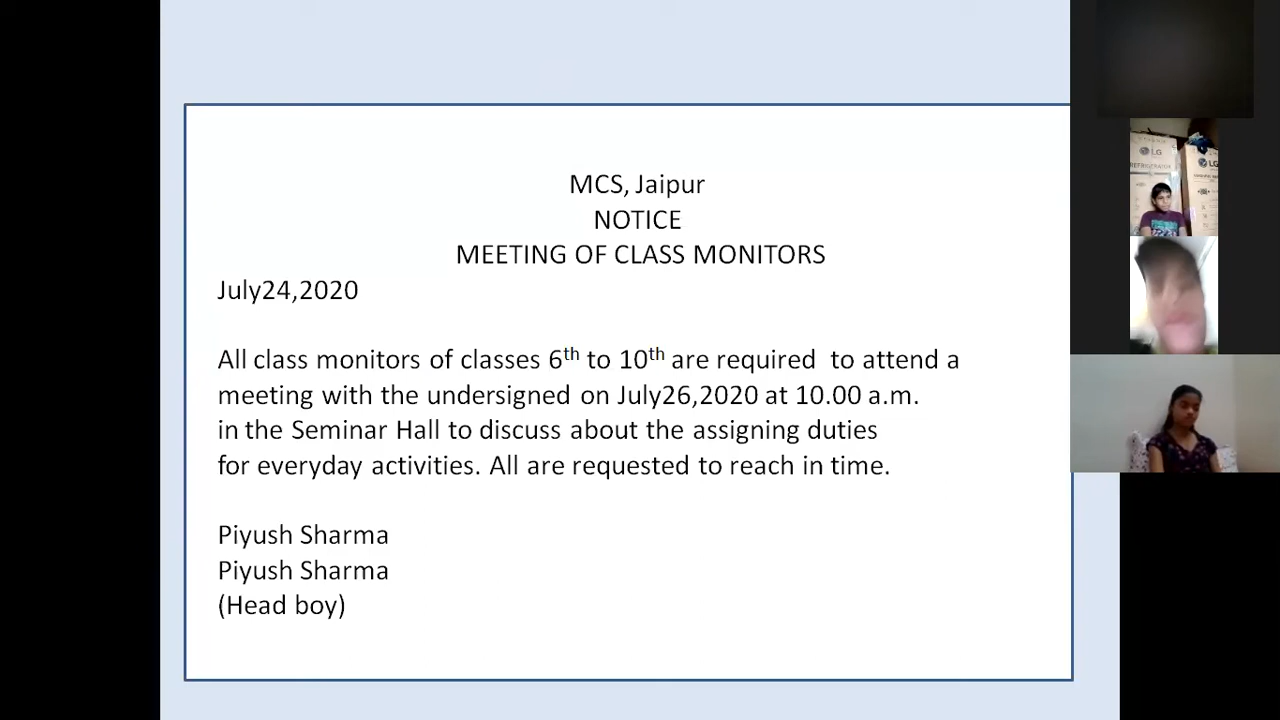 MCS, Jaipur
NOTICE
MEETING OF CLASS MONITORS
July24,2020
All class monitors of classes 6th to 10th are required to attend a
meeting with the undersigned on July26,2020 at 10.00 a.m.
in the Seminar Hall to discuss about the assigning duties
for everyday activities. All are requested to reach in time.
Piyush Sharma
Piyush Sharma
(Head boy)
LG
REFRIGERATOR
LG